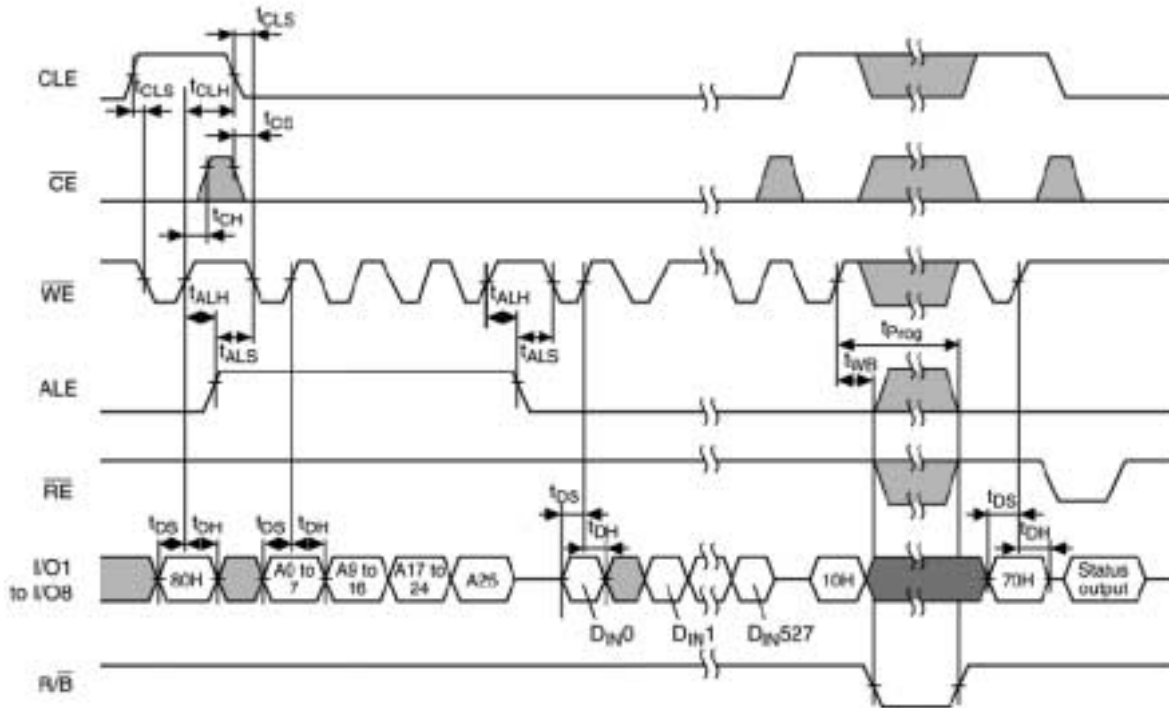 tCLS
CLE
tCLS tCLH
tCS
CE
tCH
WE
tALH tALH
tProg
tALS tALS
tWB
ALE
RE
tDS tDH tDS tDH tDS tDH tDS tDH
I/O1 to I/O8
80H
A0 to 7
A9 to 16
A17 to 24
A25
10H
70H
Status output
DIN0 DIN1 DIN527
R/B